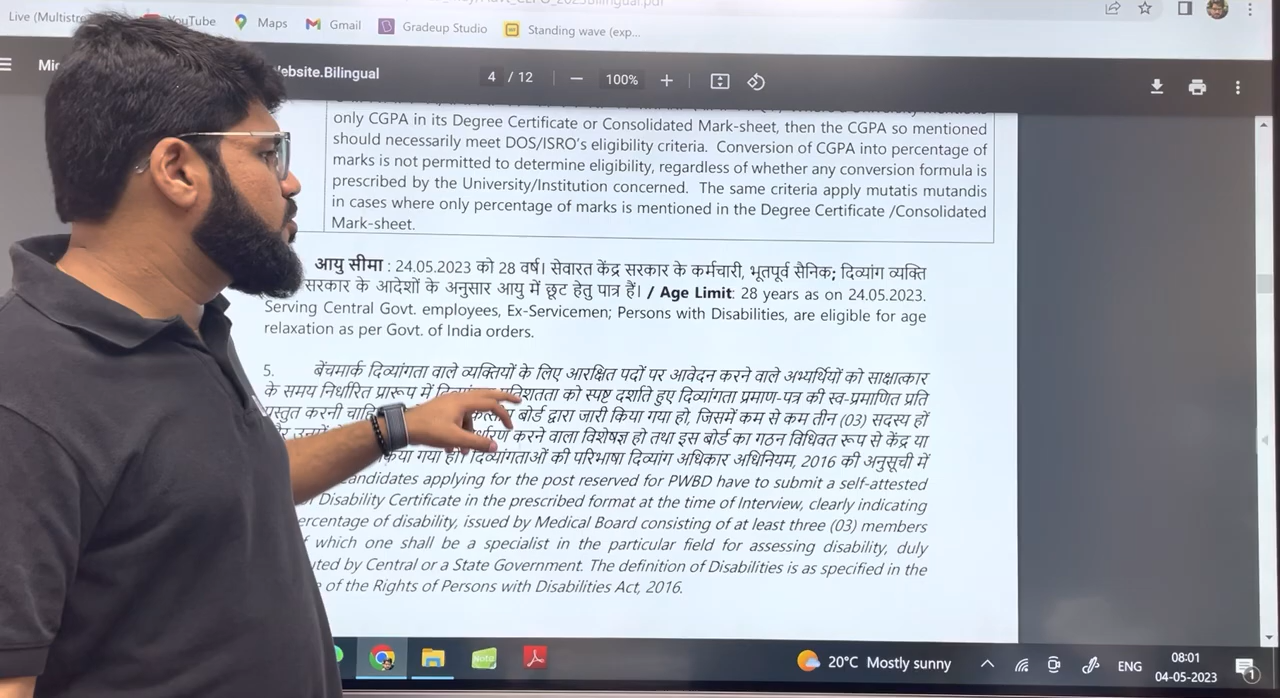 Live (Multistre
YouTube
Maps
Gmail
Gradeup Studio
Standing wave (exp...
Mic
ebsite.Bilingual
4 / 12
100%
only CGPA in its Degree Certificate or Consolidated Mark-sheet, then the CGPA so mentioned
should necessarily meet DOS/ISRO's eligibility criteria. Conversion of CGPA into percentage of
marks is not permitted to determine eligibility, regardless of whether any conversion formula is
prescribed by the University/Institution concerned. The same criteria apply mutatis mutandis
in cases where only percentage of marks is mentioned in the Degree Certificate /Consolidated
Mark-sheet.
आयु सीमा : 24.05.2023 को 28 वर्ष। सेवारत केंद्र सरकार के कर्मचारी, भूतपूर्व सैनिक; दिव्यांग व्यक्ति
सरकार के आदेशों के अनुसार आयु में छूट हेतु पात्र हैं। / Age Limit: 28 years as on 24.05.2023.
Serving Central Govt. employees, Ex-Servicemen; Persons with Disabilities, are eligible for age
relaxation as per Govt. of India orders.
5. बेंचमार्क दिव्यांगता वाले व्यक्तियों के लिए आरक्षित पदों पर आवेदन करने वाले अभ्यर्थियों को साक्षात्कार
के समय निर्धारित प्रारूप में को स्पष्ट दर्शाते हुए दिव्यांगता प्रमाण-पत्र की स्व-प्रमाणित प्रति
प्रस्तुत करनी बोर्ड द्वारा जारी किया गया हो, जिसमें कम से कम तीन (03) सदस्य हों
करने वाला विशेषज्ञ हो तथा इस बोर्ड का गठन विधिवत रूप से केंद्र या
किया गया हो। दिव्यांगताओं की परिभाषा दिव्यांग अधिकार अधिनियम, 2016 की अनुसूची में
andidates applying for the post reserved for PWBD have to submit a self-attested
Disability Certificate in the prescribed format at the time of Interview, clearly indicating
ercentage of disability, issued by Medical Board consisting of at least three (03) members
which one shall be a specialist in the particular field for assessing disability, duly
uted by Central or a State Government. The definition of Disabilities is as specified in the
of the Rights of Persons with Disabilities Act, 2016.
Note
20°C Mostly sunny
ENG
08:01
04-05-2023
1